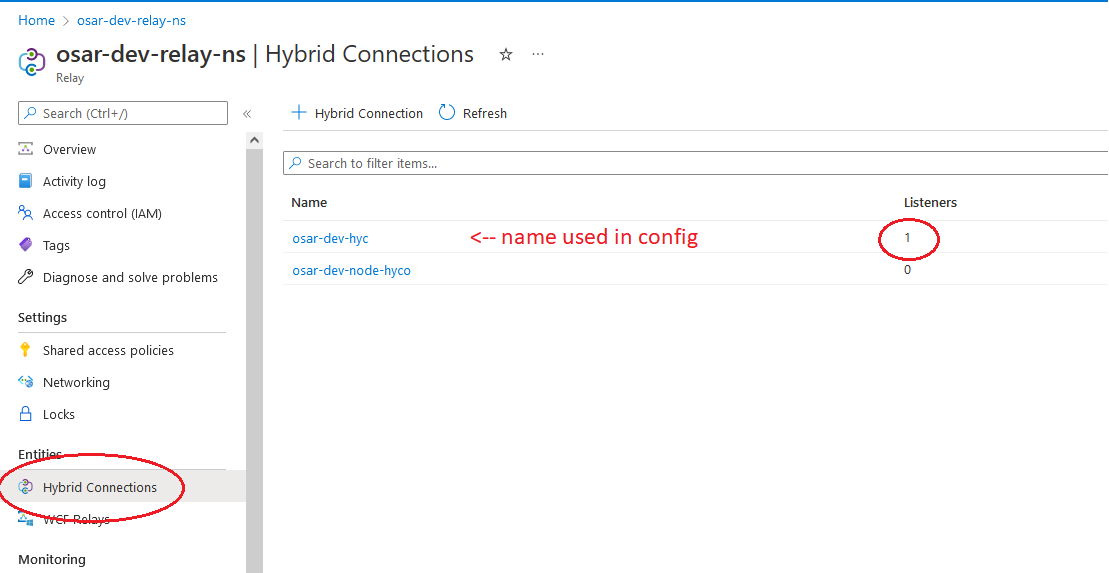 Home > osar-dev-relay-ns
osar-dev-relay-ns | Hybrid Connections ☆ ···
Relay
Search (Ctrl+/) «
Overview
Activity log
Access control (IAM)
Tags
Diagnose and solve problems
Settings
Shared access policies
Networking
Locks
Entities
Hybrid Connections
WCF Relays
Monitoring
+ Hybrid Connection Refresh
Search to filter items...
Name Listeners
osar-dev-hyc <-- name used in config 1
osar-dev-node-hyco 0